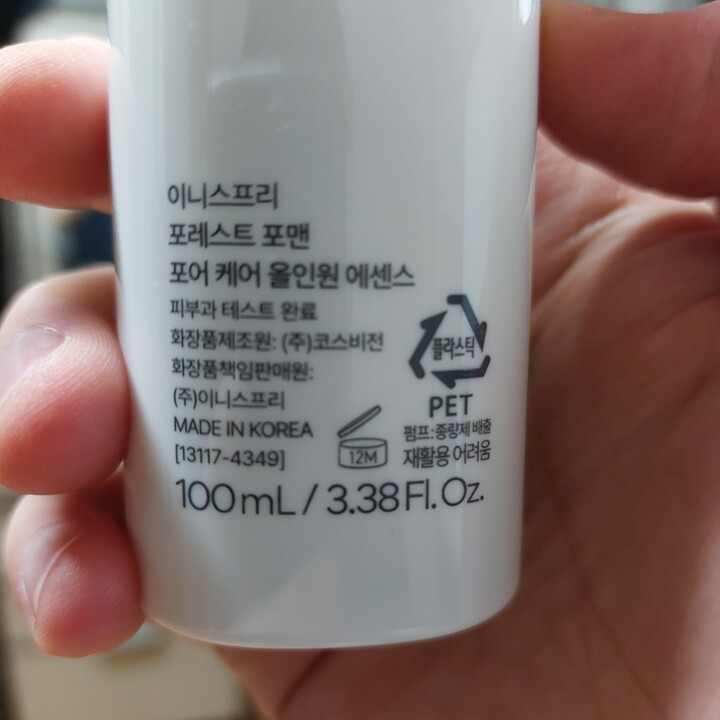 이니스프리
포레스트 포맨
포어 케어 올인원 에센스
피부과 테스트 완료
화장품제조원: (주)코스비전
화장품책임판매원:
(주)이니스프리
MADE IN KOREA
[13117-4349]
12M
플라스틱
PET
펌프:종량제 배출
재활용 어려움
100mL / 3.38 Fl. Oz.